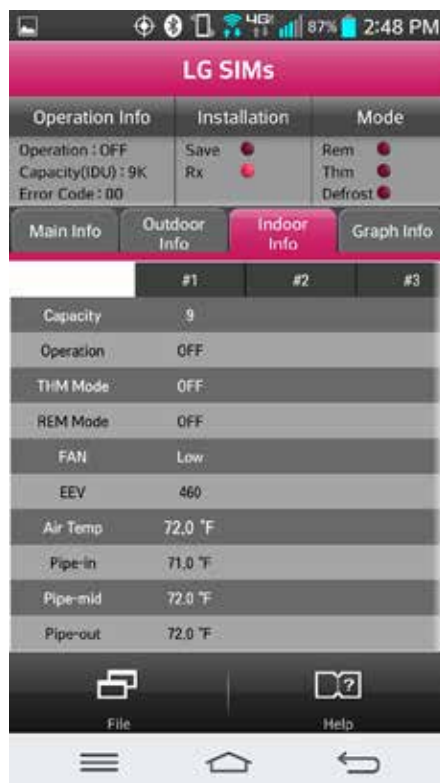 4G 87% 2:48 PM
LG SIMs
Operation Info Installation Mode
Operation : OFF Save Rem
Capacity(IDU) : 9K Rx Thm
Error Code : 00 Defrost
Main Info Outdoor Info Indoor Info Graph Info
#1 #2 #3
Capacity 9
Operation OFF
THM Mode OFF
REM Mode OFF
FAN Low
EEV 460
Air Temp 72.0 °F
Pipe-in 71.0 °F
Pipe-mid 72.0 °F
Pipe-out 72.0 °F
File Help